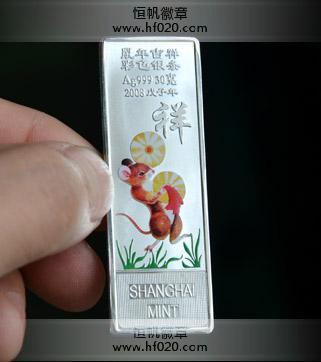 恒帆徽章
www.hf020.com
鼠年吉祥
彩色银条
Ag999 30克
2008 戊子年
祥
SHANGHAI
MINT
恒帆徽章
www.hf020.com